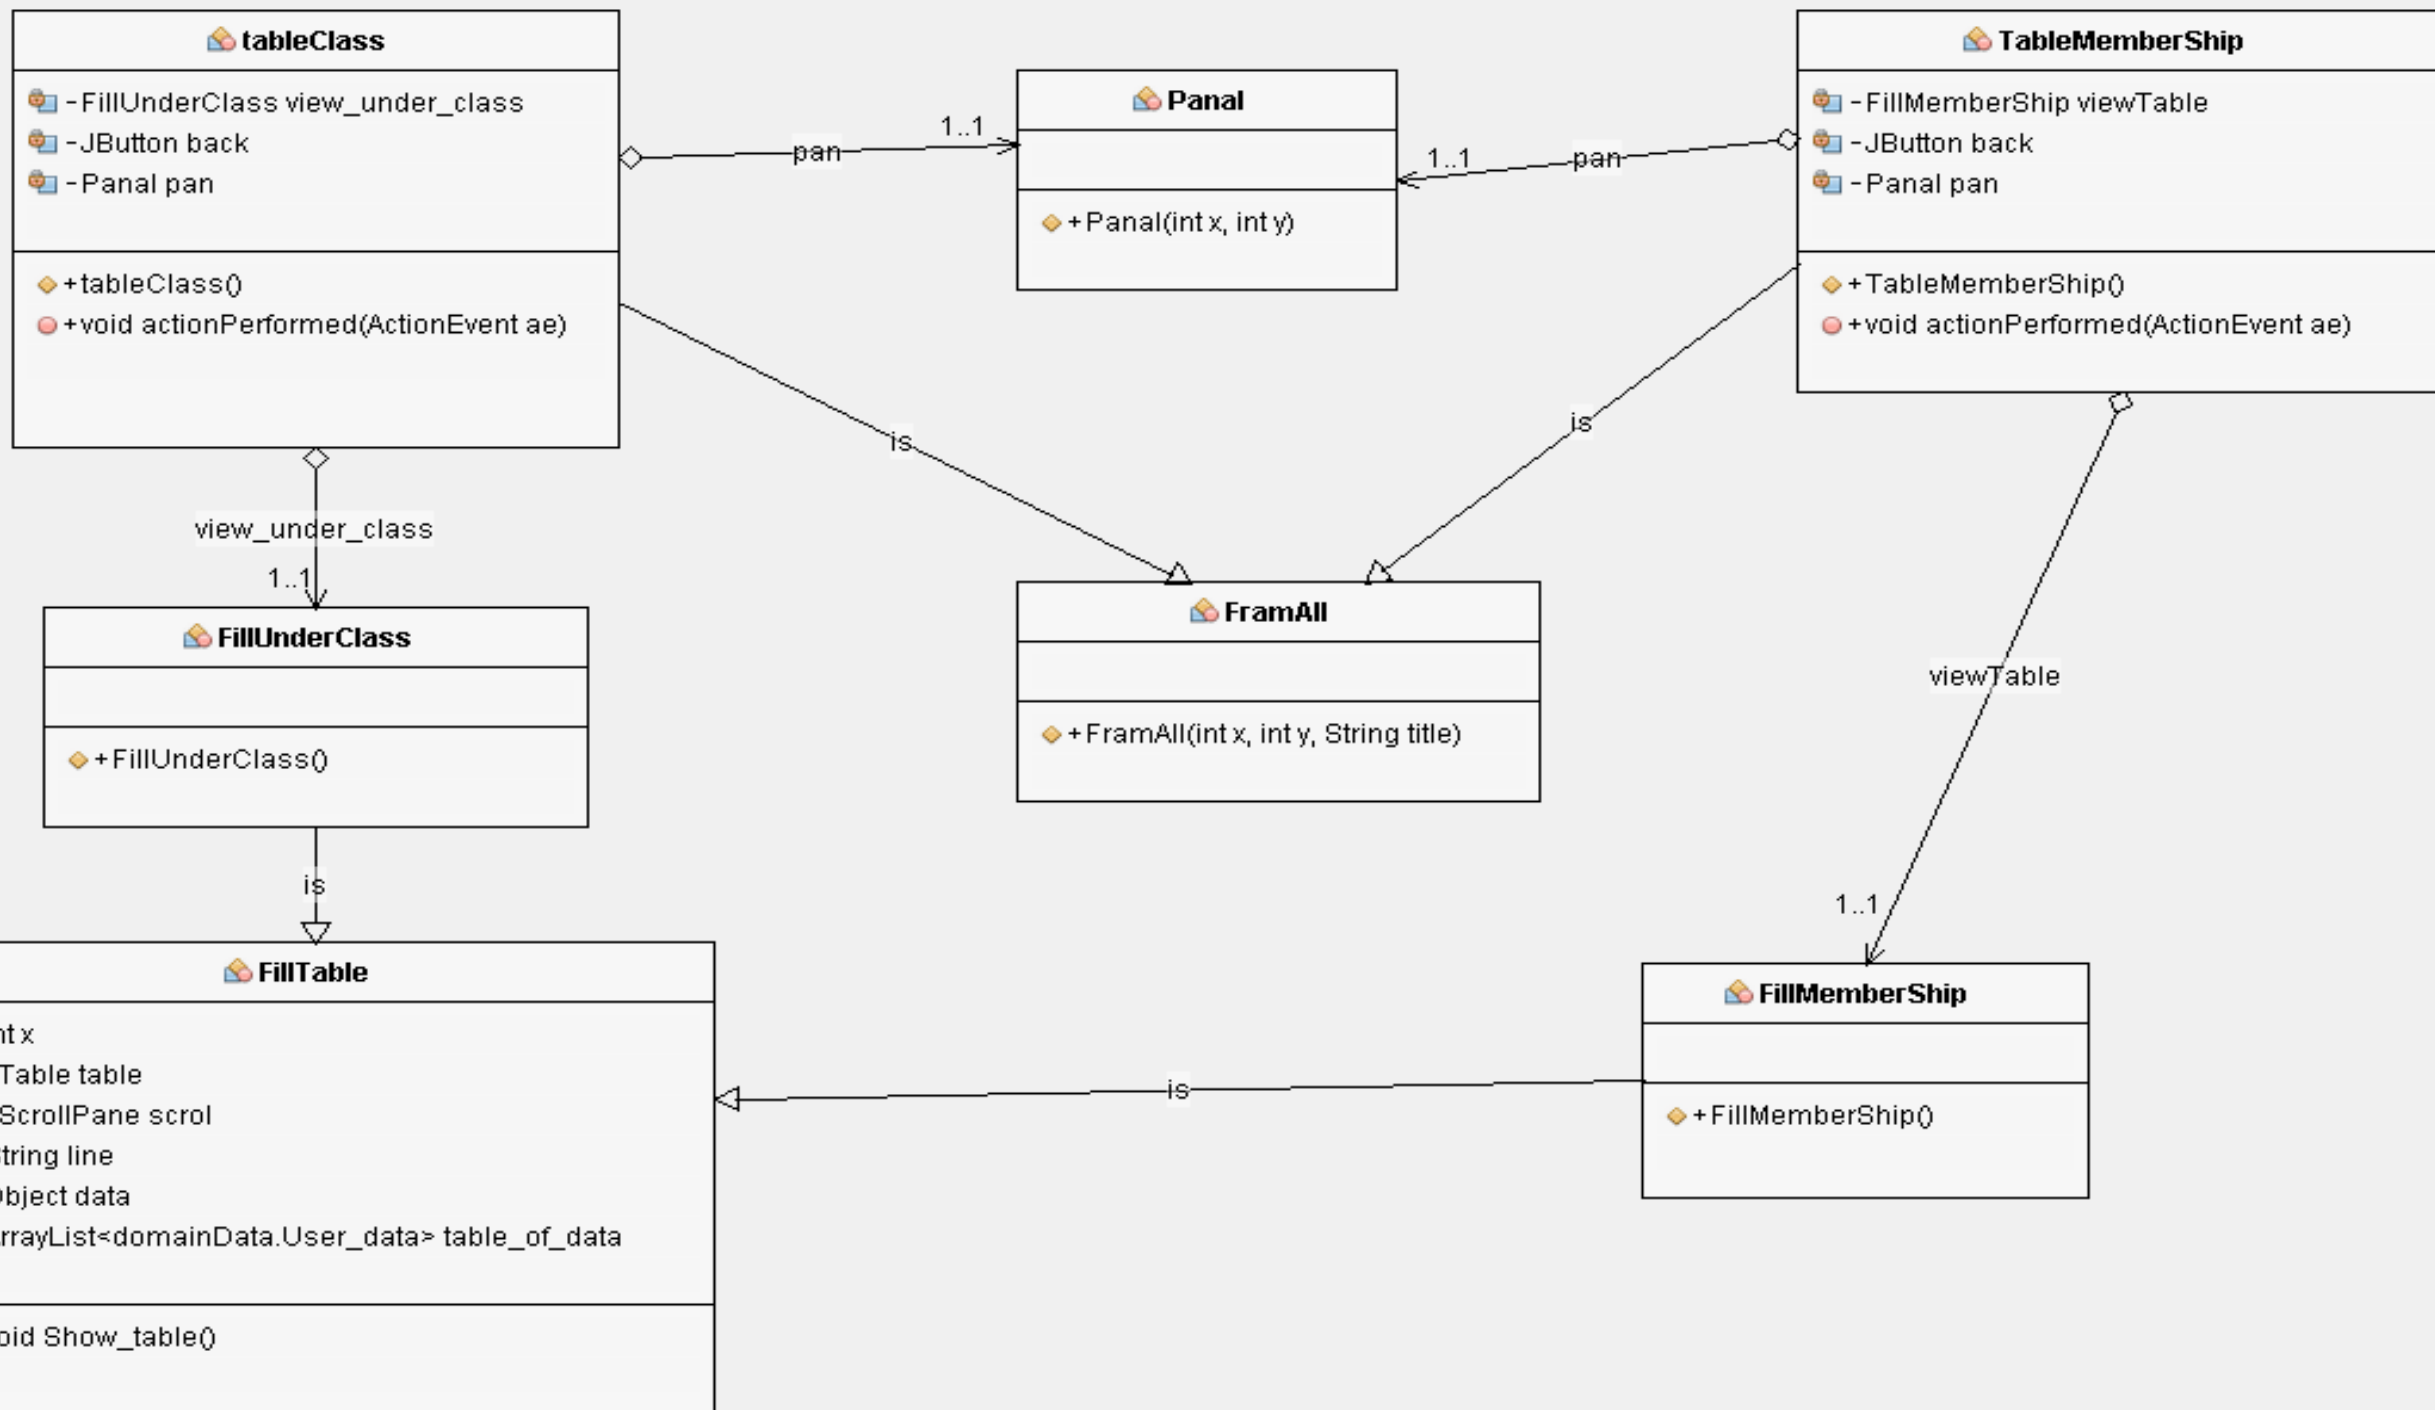 tableClass
-FillUnderClass view_under_class
-JButton back
-Panal pan
+tableClass()
+void actionPerformed(ActionEvent ae)
1..1
pan
Panal
+Panal(int x, int y)
1..1
pan
TableMemberShip
-FillMemberShip viewTable
-JButton back
-Panal pan
+TableMemberShip()
+void actionPerformed(ActionEvent ae)
is
is
view_under_class
1..1
FillUnderClass
+FillUnderClass()
FramAll
+FramAll(int x, int y, String title)
viewTable
1..1
is
FillTable
nt x
Table table
ScrollPane scrol
tring line
bject data
rrayList<domainData.User_data> table_of_data
oid Show_table()
is
FillMemberShip
+FillMemberShip()